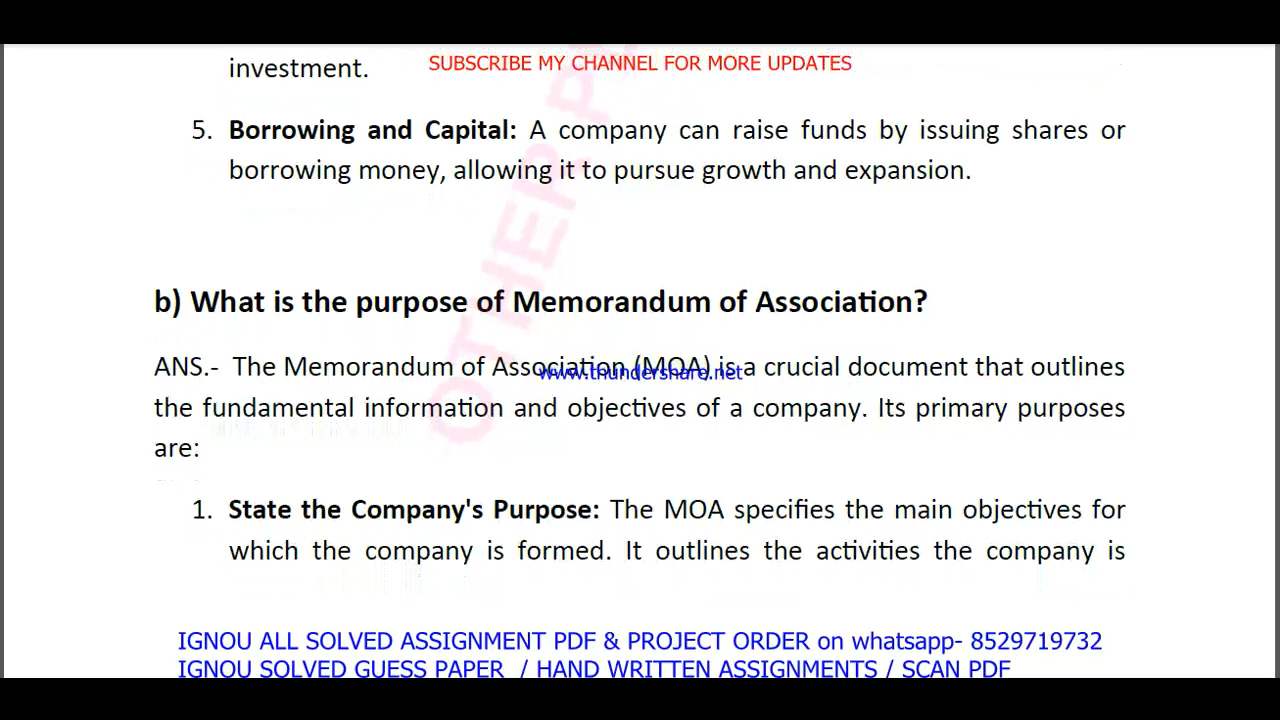 SUBSCRIBE MY CHANNEL FOR MORE UPDATES
investment.
5. Borrowing and Capital: A company can raise funds by issuing shares or
borrowing money, allowing it to pursue growth and expansion.
b) What is the purpose of Memorandum of Association?
ANS.- The Memorandum of Association (MOA) is a crucial document that outlines
www.thundershare.net
the fundamental information and objectives of a company. Its primary purposes
are:
1. State the Company's Purpose: The MOA specifies the main objectives for
which the company is formed. It outlines the activities the company is
OTHER
IGNOU ALL SOLVED ASSIGNMENT PDF & PROJECT ORDER on whatsapp- 8529719732
IGNOU SOLVED GUESS PAPER / HAND WRITTEN ASSIGNMENTS / SCAN PDF